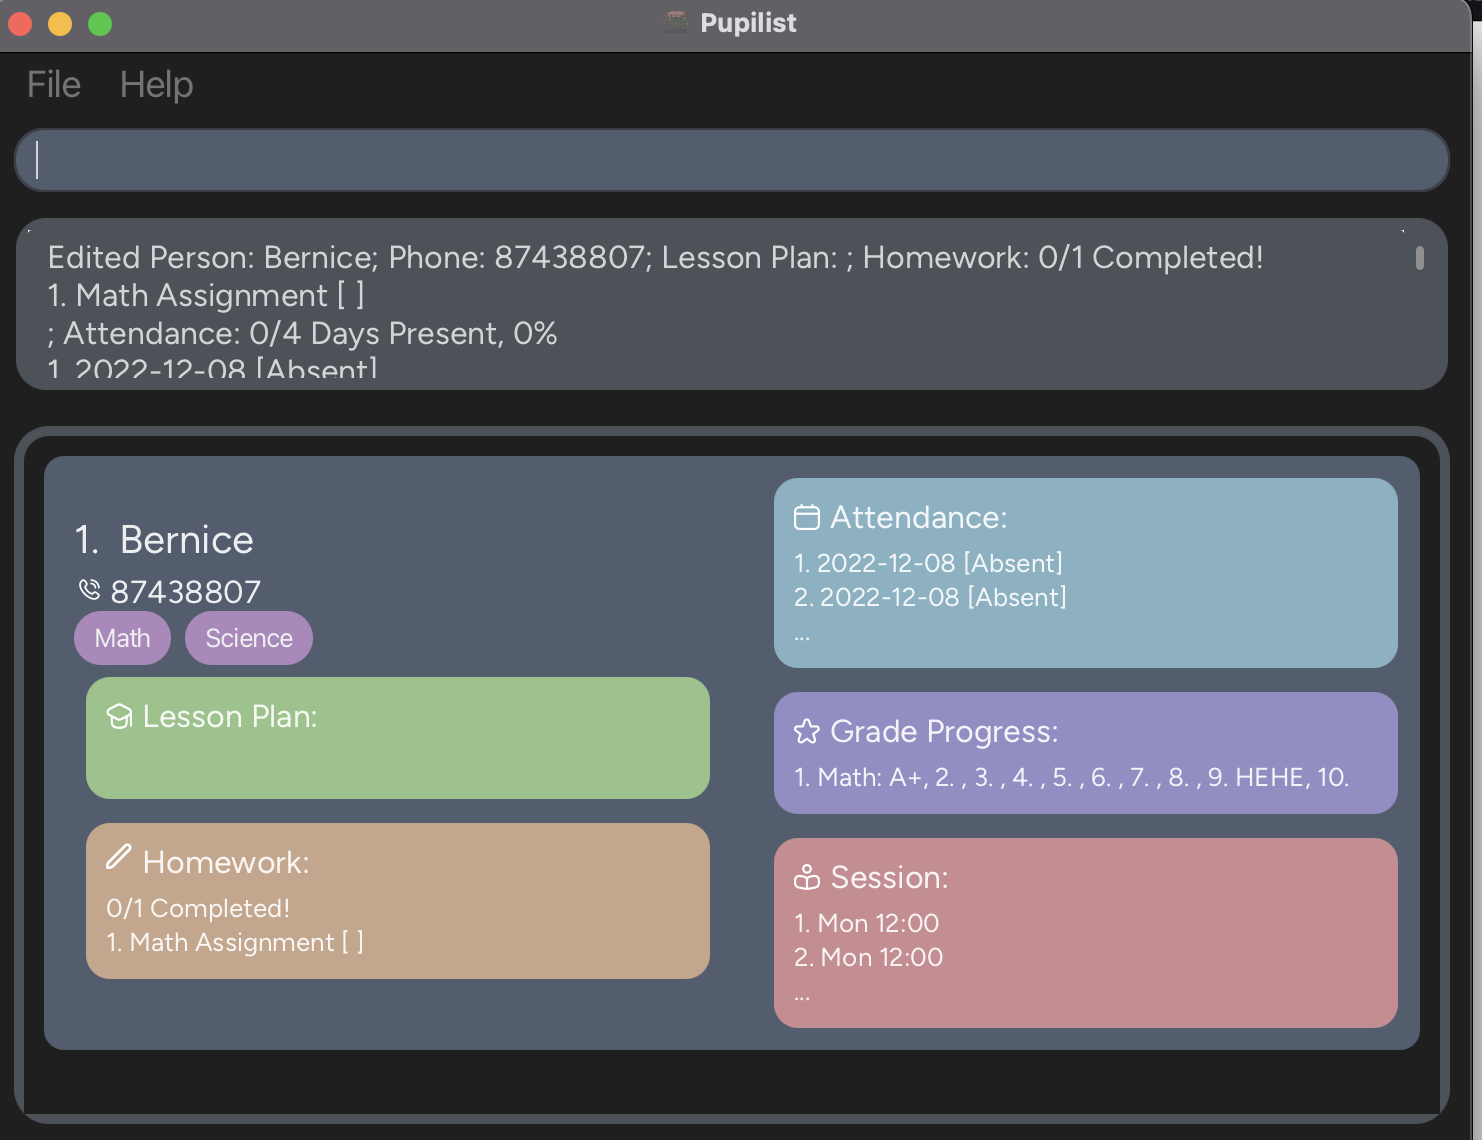 Pupilist
File Help
Edited Person: Bernice; Phone: 87438807; Lesson Plan: ; Homework: 0/1 Completed!
1. Math Assignment [ ]
; Attendance: 0/4 Days Present, 0%
1. 2022-12-08 [Absent]
1. Bernice
87438807
Math Science
Lesson Plan:
Homework:
0/1 Completed!
1. Math Assignment [ ]
Attendance:
1. 2022-12-08 [Absent]
2. 2022-12-08 [Absent]
...
Grade Progress:
1. Math: A+, 2. , 3. , 4. , 5. , 6. , 7. , 8. , 9. HEHE, 10.
Session:
1. Mon 12:00
2. Mon 12:00
...